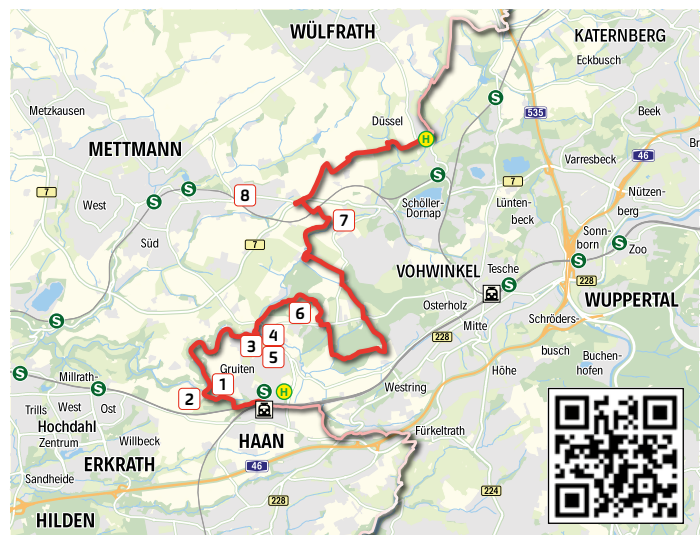 WÜLFRATH
KATERNBERG
Eckbusch
S
Metzkausen
535
Beek
Düssel
H
METTMANN
46
Br
Varresbeck
S
7
S
S
8
7
Nützen-
berg
West
Schöller-
Dornap
Lünten-
beck
7
Süd
7
Sonn-
born
S
Zoo
S
VOHWINKEL
Tesche
S
228
WUPPERTAL
Osterholz
6
S
Mitte
Schröders-
busch
228
4
3
5
Buchen-
hofen
Gruiten
Höhe
S
Millrath-
S
1
Westring
2
S
H
Trills
West
Ost
Hochdahl
Zentrum
Willbeck
HAAN
Fürkeltrath
ERKRATH
46
Sandheide
228
224
HILDEN